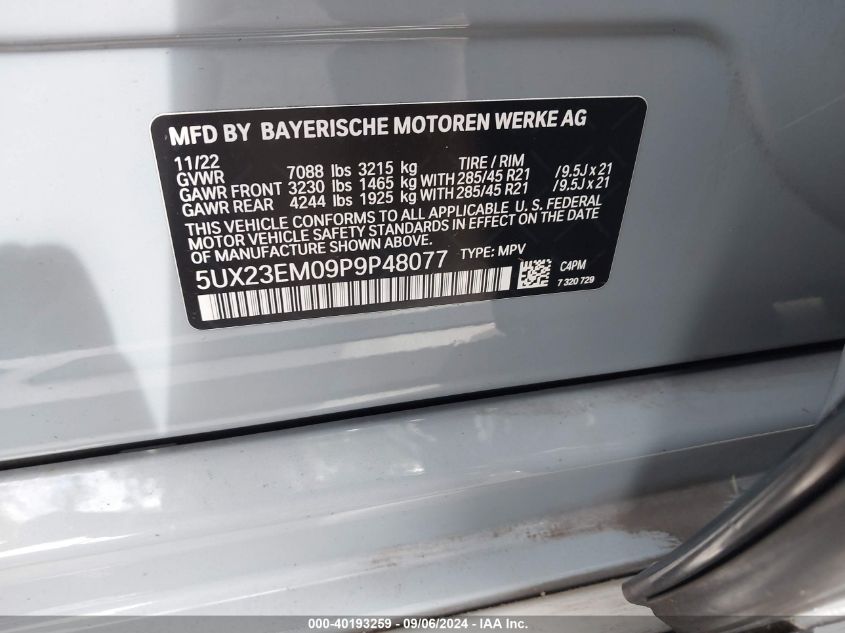 MFD BY BAYERISCHE MOTOREN WERKE AG
11/22 TIRE / RIM
GVWR 7088 lbs 3215 kg
GAWR FRONT 3230 lbs 1465 kg WITH 285/45 R21 / 9.5J x 21
GAWR REAR 4244 lbs 1925 kg WITH 285/45 R21 / 9.5J x 21
THIS VEHICLE CONFORMS TO ALL APPLICABLE U. S. FEDERAL
MOTOR VEHICLE SAFETY STANDARDS IN EFFECT ON THE DATE
OF MANUFACTURE SHOWN ABOVE.
5UX23EM09P9P48077 TYPE: MPV
C4PM
7 320 729
000-40193259 - 09/06/2024 - IAA Inc.